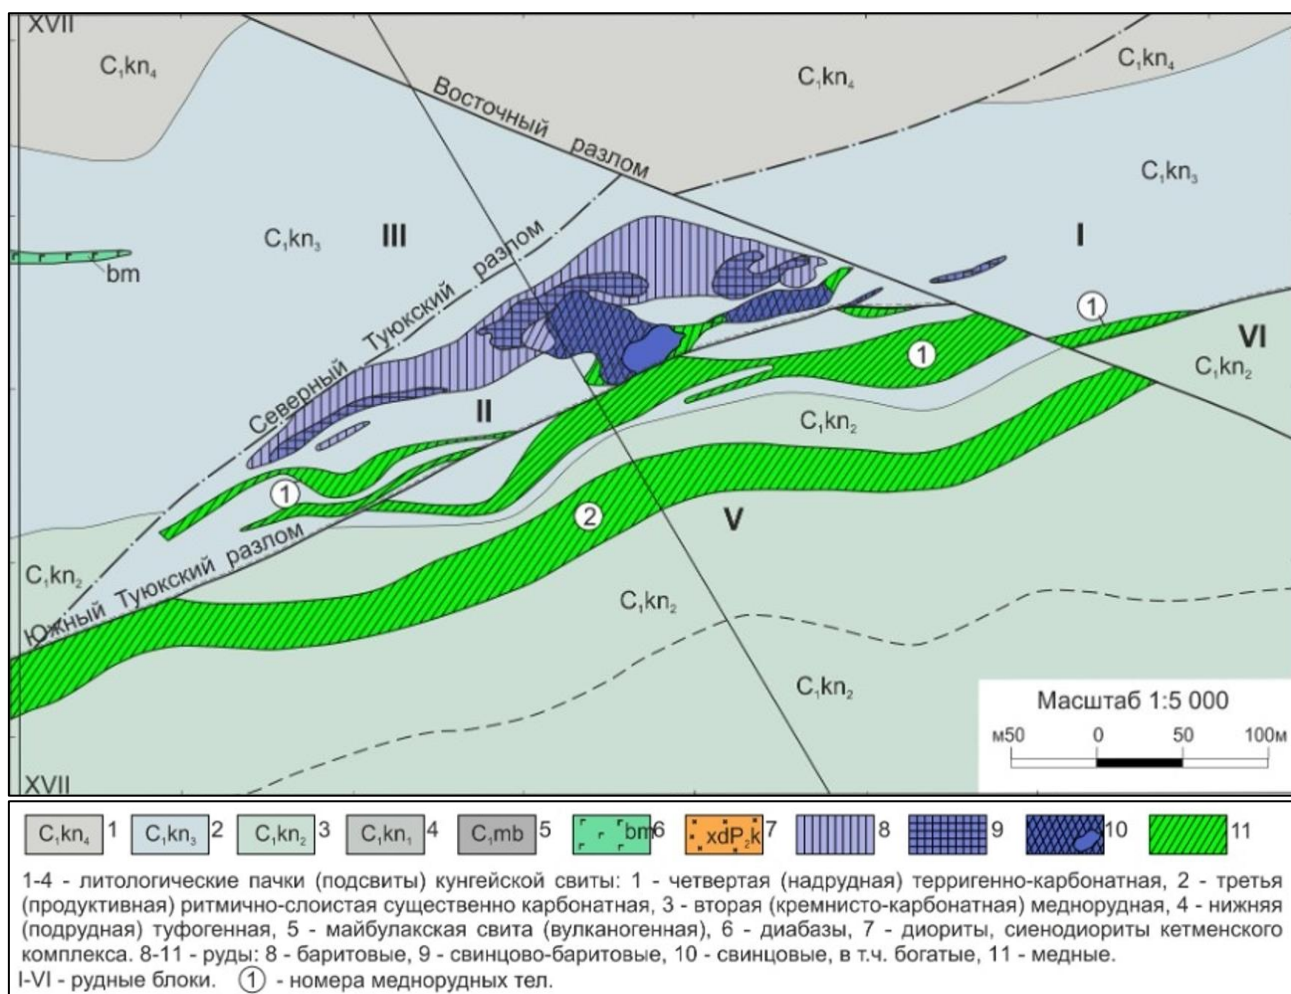 XVII
C₁kn₄
C₁kn₄
C₁kn₄
Восточный разлом
C₁kn₃
C₁kn₃
III
I
bm
Северный Туюкский разлом
1
VI
C₁kn₂
1
II
C₁kn₂
1
2
V
C₁kn₂
Южный Туюкский разлом
C₁kn₂
C₁kn₂
Масштаб 1:5 000
м50 0 50 100м
XVII
C₁kn₄ 1 C₁kn₃ 2 C₁kn₂ 3 C₁kn₁ 4 C₁mb 5 bm 6 xdP₂k 7 8 9 10 11
1-4 - литологические пачки (подсвиты) кунгейской свиты: 1 - четвертая (надрудная) терригенно-карбонатная, 2 - третья
(продуктивная) ритмично-слоистая существенно карбонатная, 3 - вторая (кремнисто-карбонатная) меднорудная, 4 - нижняя
(подрудная) туфогенная, 5 - майбулакская свита (вулканогенная), 6 - диабазы, 7 - диориты, сиенодиориты кетменского
комплекса. 8-11 - руды: 8 - баритовые, 9 - свинцово-баритовые, 10 - свинцовые, в т.ч. богатые, 11 - медные.
I-VI - рудные блоки. 1 - номера меднорудных тел.